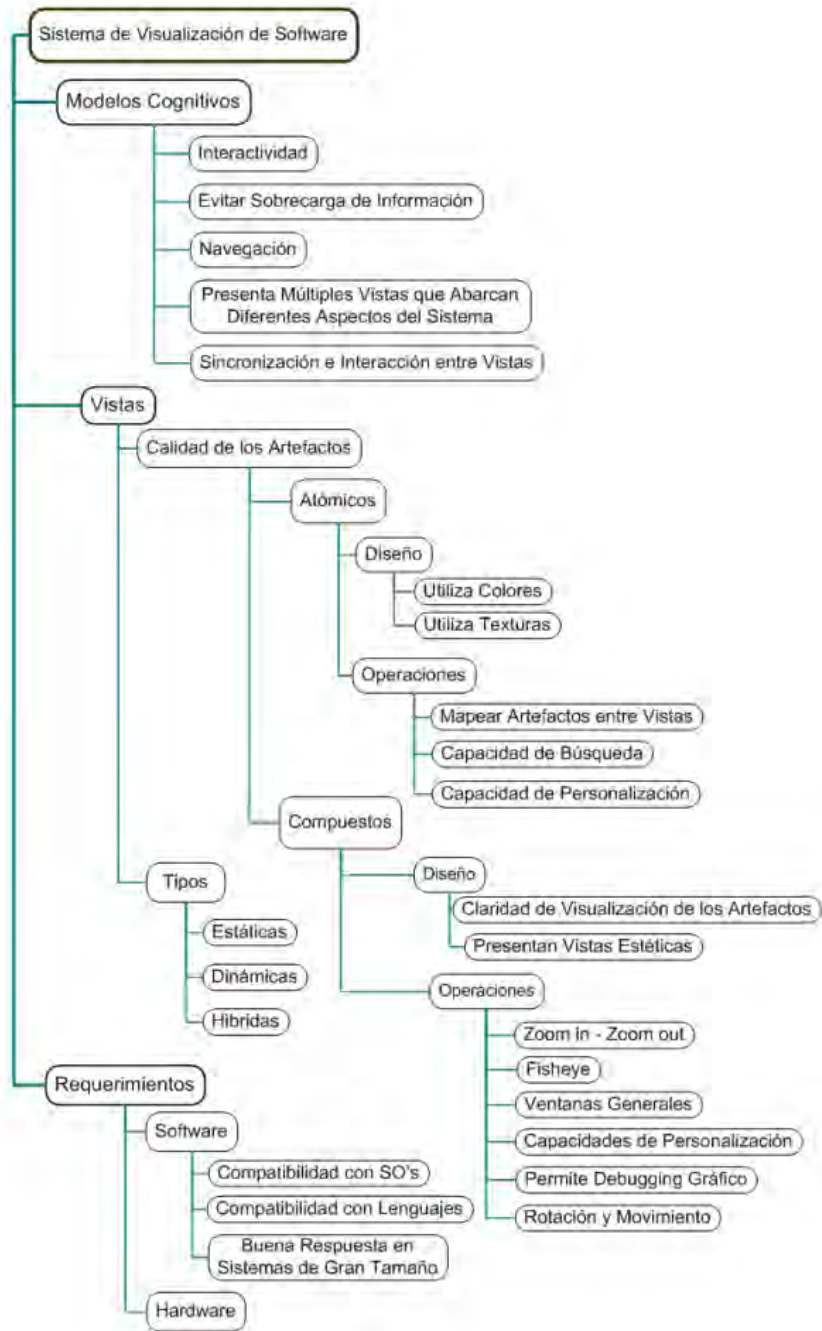 Sistema de Visualización de Software
Modelos Cognitivos
Interactividad
Evitar Sobrecarga de Información
Navegación
Presenta Múltiples Vistas que Abarcan
Diferentes Aspectos del Sistema
Sincronización e Interacción entre Vistas
Vistas
Calidad de los Artefactos
Atómicos
Diseño
Utiliza Colores
Utiliza Texturas
Operaciones
Mapear Artefactos entre Vistas
Capacidad de Búsqueda
Capacidad de Personalización
Compuestos
Diseño
Claridad de Visualización de los Artefactos
Presentan Vistas Estéticas
Operaciones
Zoom in - Zoom out
Fisheye
Ventanas Generales
Capacidades de Personalización
Permite Debugging Gráfico
Rotación y Movimiento
Tipos
Estáticas
Dinámicas
Hibridas
Requerimientos
Software
Compatibilidad con SO's
Compatibilidad con Lenguajes
Buena Respuesta en
Sistemas de Gran Tamaño
Hardware